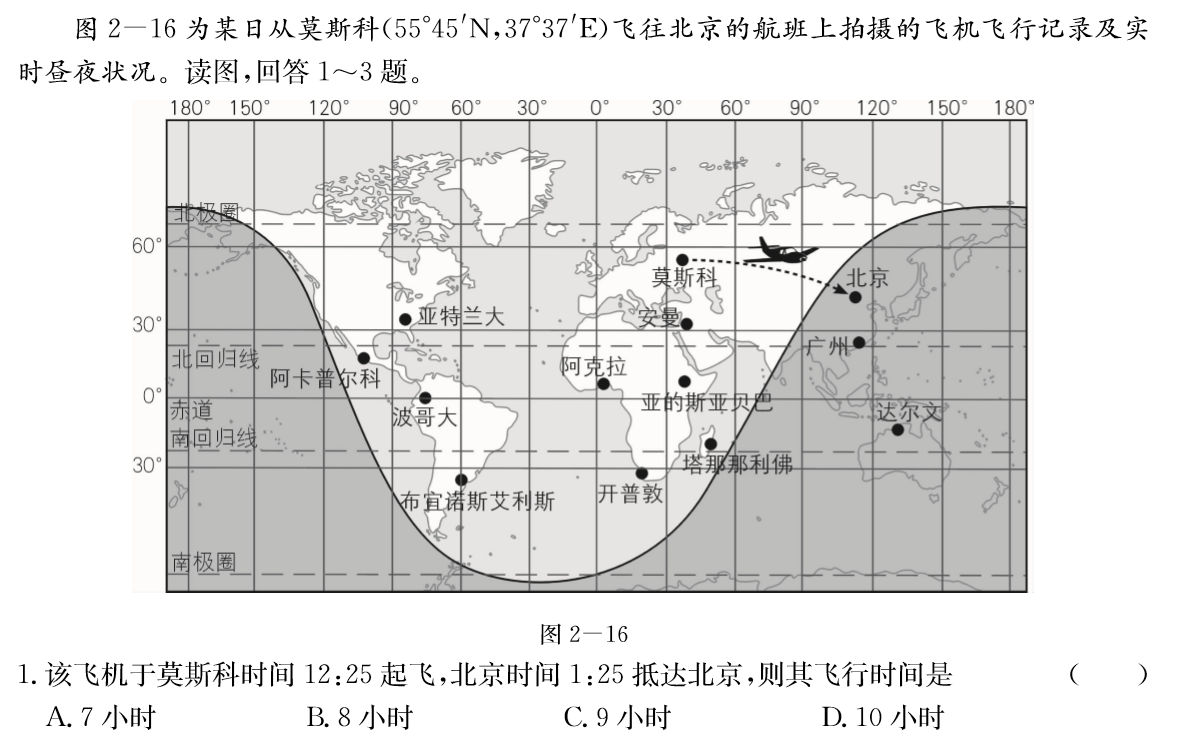 图 2—16 为某日从莫斯科(55°45′N,37°37′E)飞往北京的航班上拍摄的飞机飞行记录及实
时昼夜状况。读图,回答 1～3 题。
180° 150° 120° 90° 60° 30° 0° 30° 60° 90° 120° 150° 180°
北极圈
60°
莫斯科
北京
亚特兰大
安曼
30°
广州
北回归线
阿卡普尔科
阿克拉
0°
亚的斯亚贝巴
赤道
波哥大
达尔文
南回归线
30°
塔那那利佛
布宜诺斯艾利斯
开普敦
南极圈
图 2—16
1. 该飞机于莫斯科时间 12:25 起飞,北京时间 1:25 抵达北京,则其飞行时间是 ( )
A. 7 小时 B. 8 小时 C. 9 小时 D. 10 小时